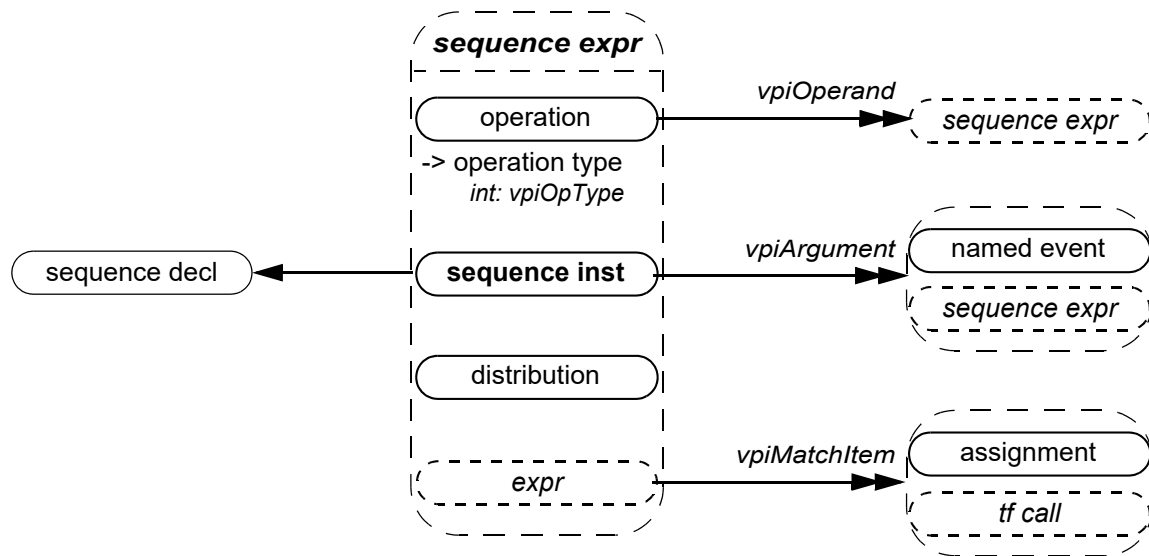 sequence expr
operation
-> operation type
int: vpiOpType
vpiOperand
sequence expr
sequence decl
sequence inst
vpiArgument
named event
sequence expr
distribution
expr
vpiMatchItem
assignment
tf call